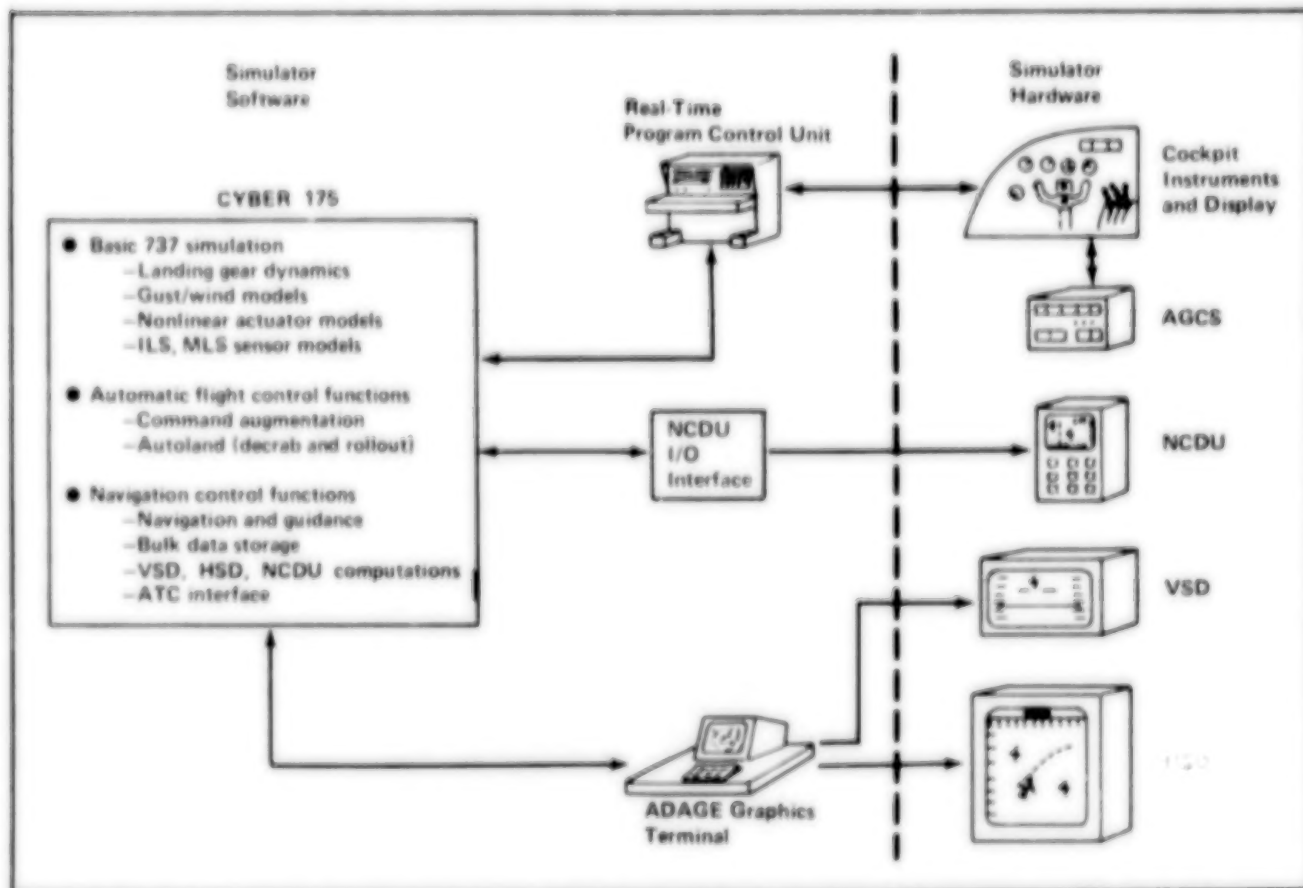 Simulator
Software
Real-Time
Program Control Unit
Simulator
Hardware
Cockpit
Instruments
and Display
CYBER 175
● Basic 737 simulation
–Landing gear dynamics
–Gust/wind models
–Nonlinear actuator models
–ILS, MLS sensor models
● Automatic flight control functions
–Command augmentation
–Autoland (decrab and rollout)
● Navigation control functions
–Navigation and guidance
–Bulk data storage
–VSD, HSD, NCDU computations
–ATC interface
AGCS
NCDU
I/O
Interface
NCDU
VSD
ADAGE Graphics
Terminal